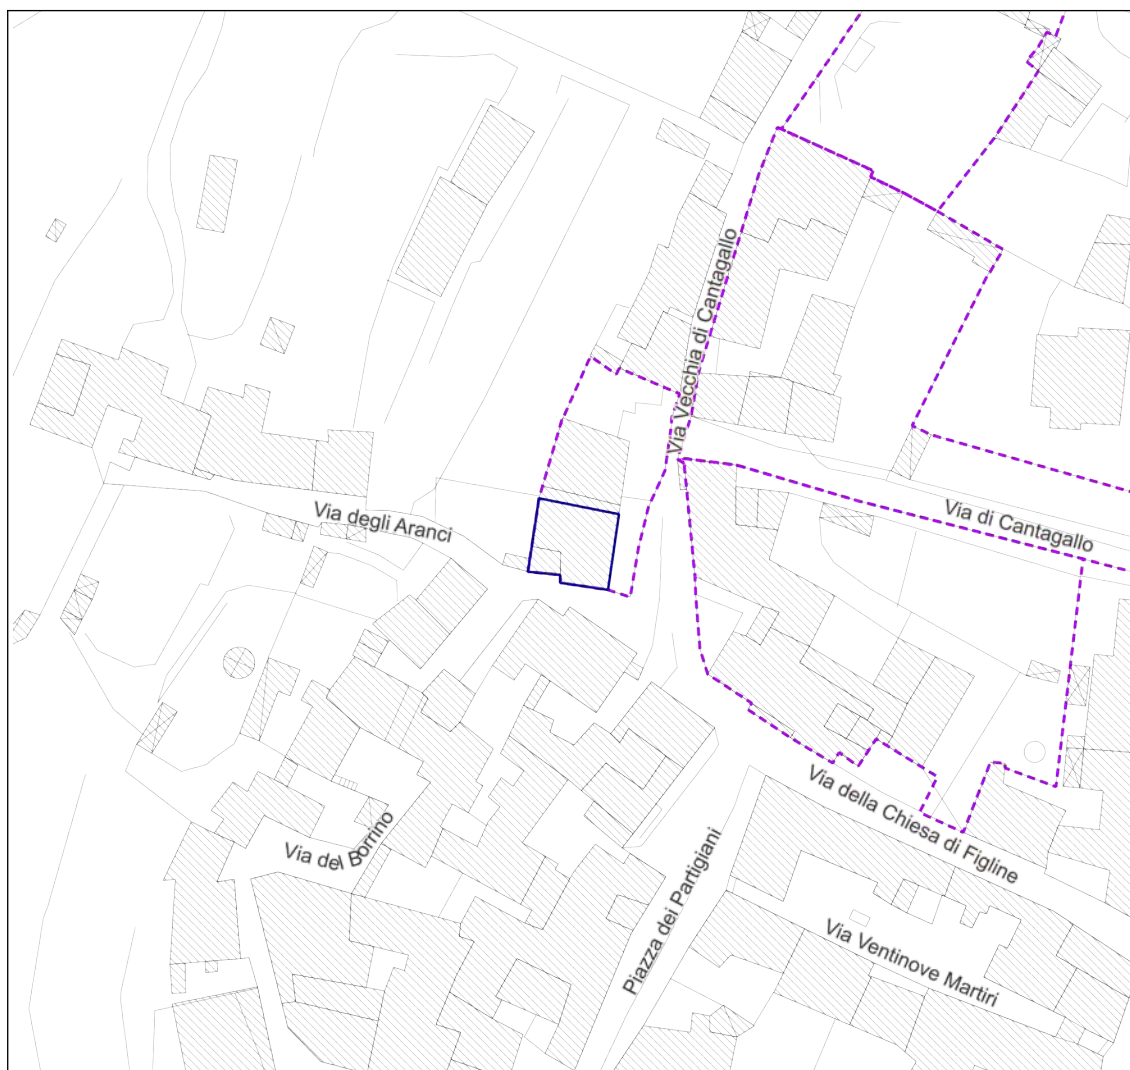 Via Vecchia di Cantagallo
Via degli Aranci
Via di Cantagallo
Via della Chiesa di Figline
Via del Borrino
Piazza dei Partigiani
Via Ventinove Martiri